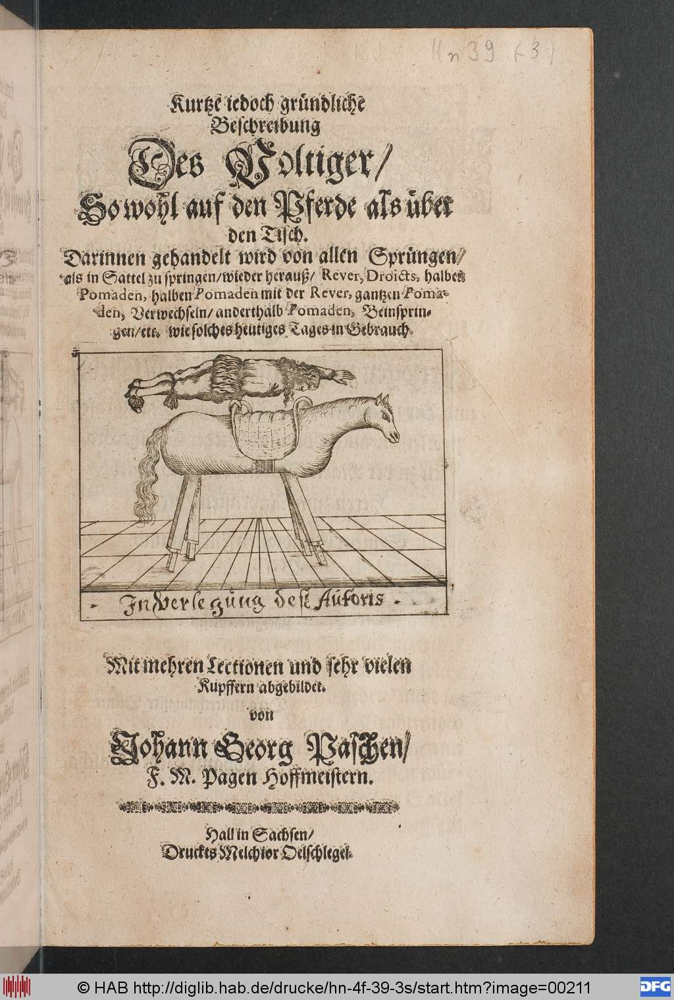 Hn 39 (3)
Kurtze iedoch gründliche
Beschreibung
Des Voltiger/
So wohl auf den Pferde als über
den Tisch.
Darinnen gehandelt wird von allen Sprüngen/
als in Sattel zu springen/wieder herauß/ Rever, Droicts, halben
Pomaden, halben Pomaden mit der Rever, gantzen Poma-
den, Verwechseln/ anderthalb Pomaden, Beinsprin-
gen/etc. wie solches heutiges Tages in Gebrauch.
In Verlegung deß Autoris.
Mit mehren Lectionen und sehr vielen
Kupffern abgebildet.
von
Johann Georg Paschen/
F. M. Pagen Hoffmeistern.
Hall in Sachsen/
Druckts Melchior Oelschlegel.
© HAB http://diglib.hab.de/drucke/hn-4f-39-3s/start.htm?image=00211
DFG